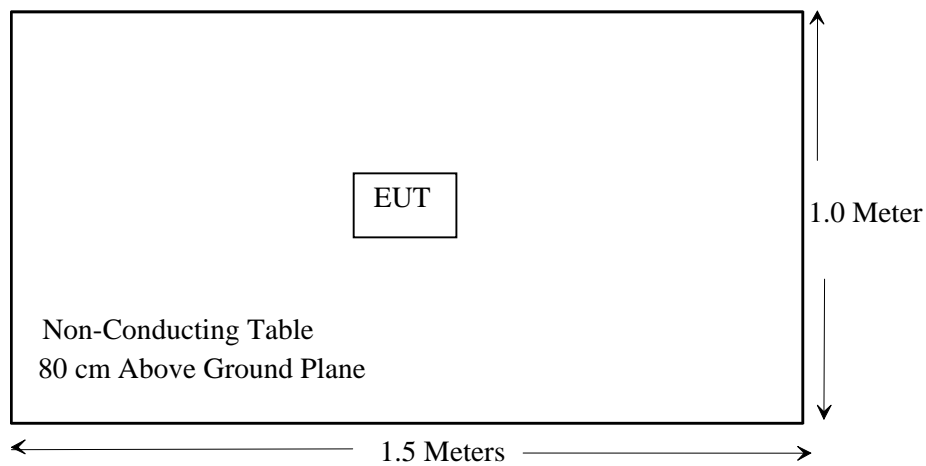 EUT
1.0 Meter
Non-Conducting Table
80 cm Above Ground Plane
1.5 Meters